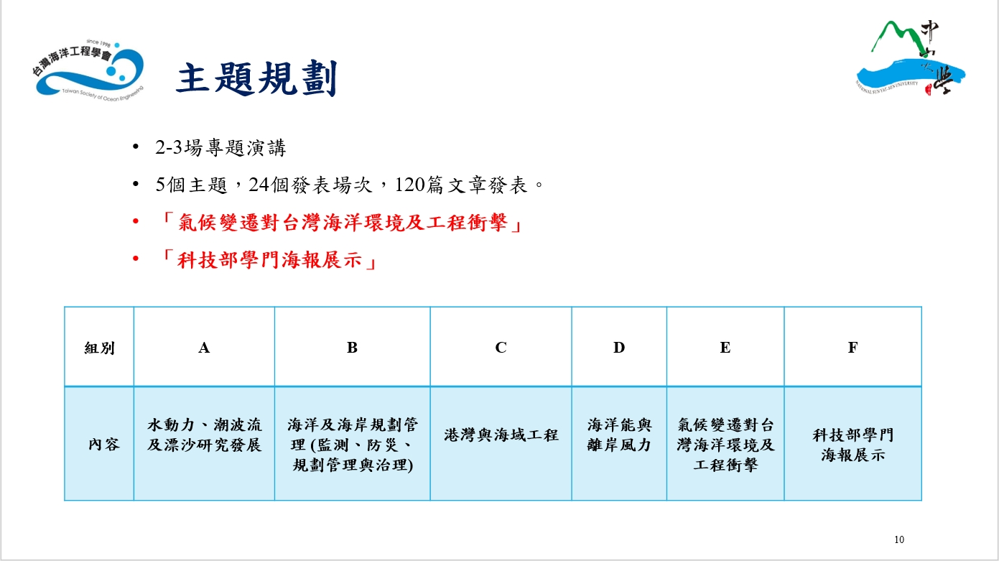 since 1998
台灣海洋工程學會
Taiwan Society of Ocean Engineering
主題規劃
中山大學
NATIONAL SUN YAT-SEN UNIVERSITY
• 2-3場專題演講
• 5個主題，24個發表場次，120篇文章發表。
• 「氣候變遷對台灣海洋環境及工程衝擊」
• 「科技部學門海報展示」
組別 A B C D E F
內容
水動力、潮波流
及漂沙研究發展
海洋及海岸規劃管
理 (監測、防災、
規劃管理與治理)
港灣與海域工程
海洋能與
離岸風力
氣候變遷對台
灣海洋環境及
工程衝擊
科技部學門
海報展示
10